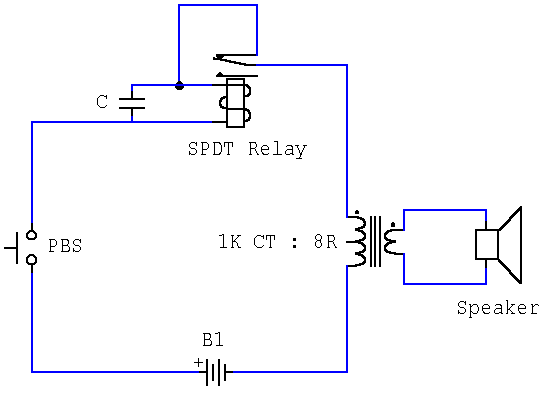 C
SPDT Relay
PBS
1K CT : 8R
Speaker
B1
+